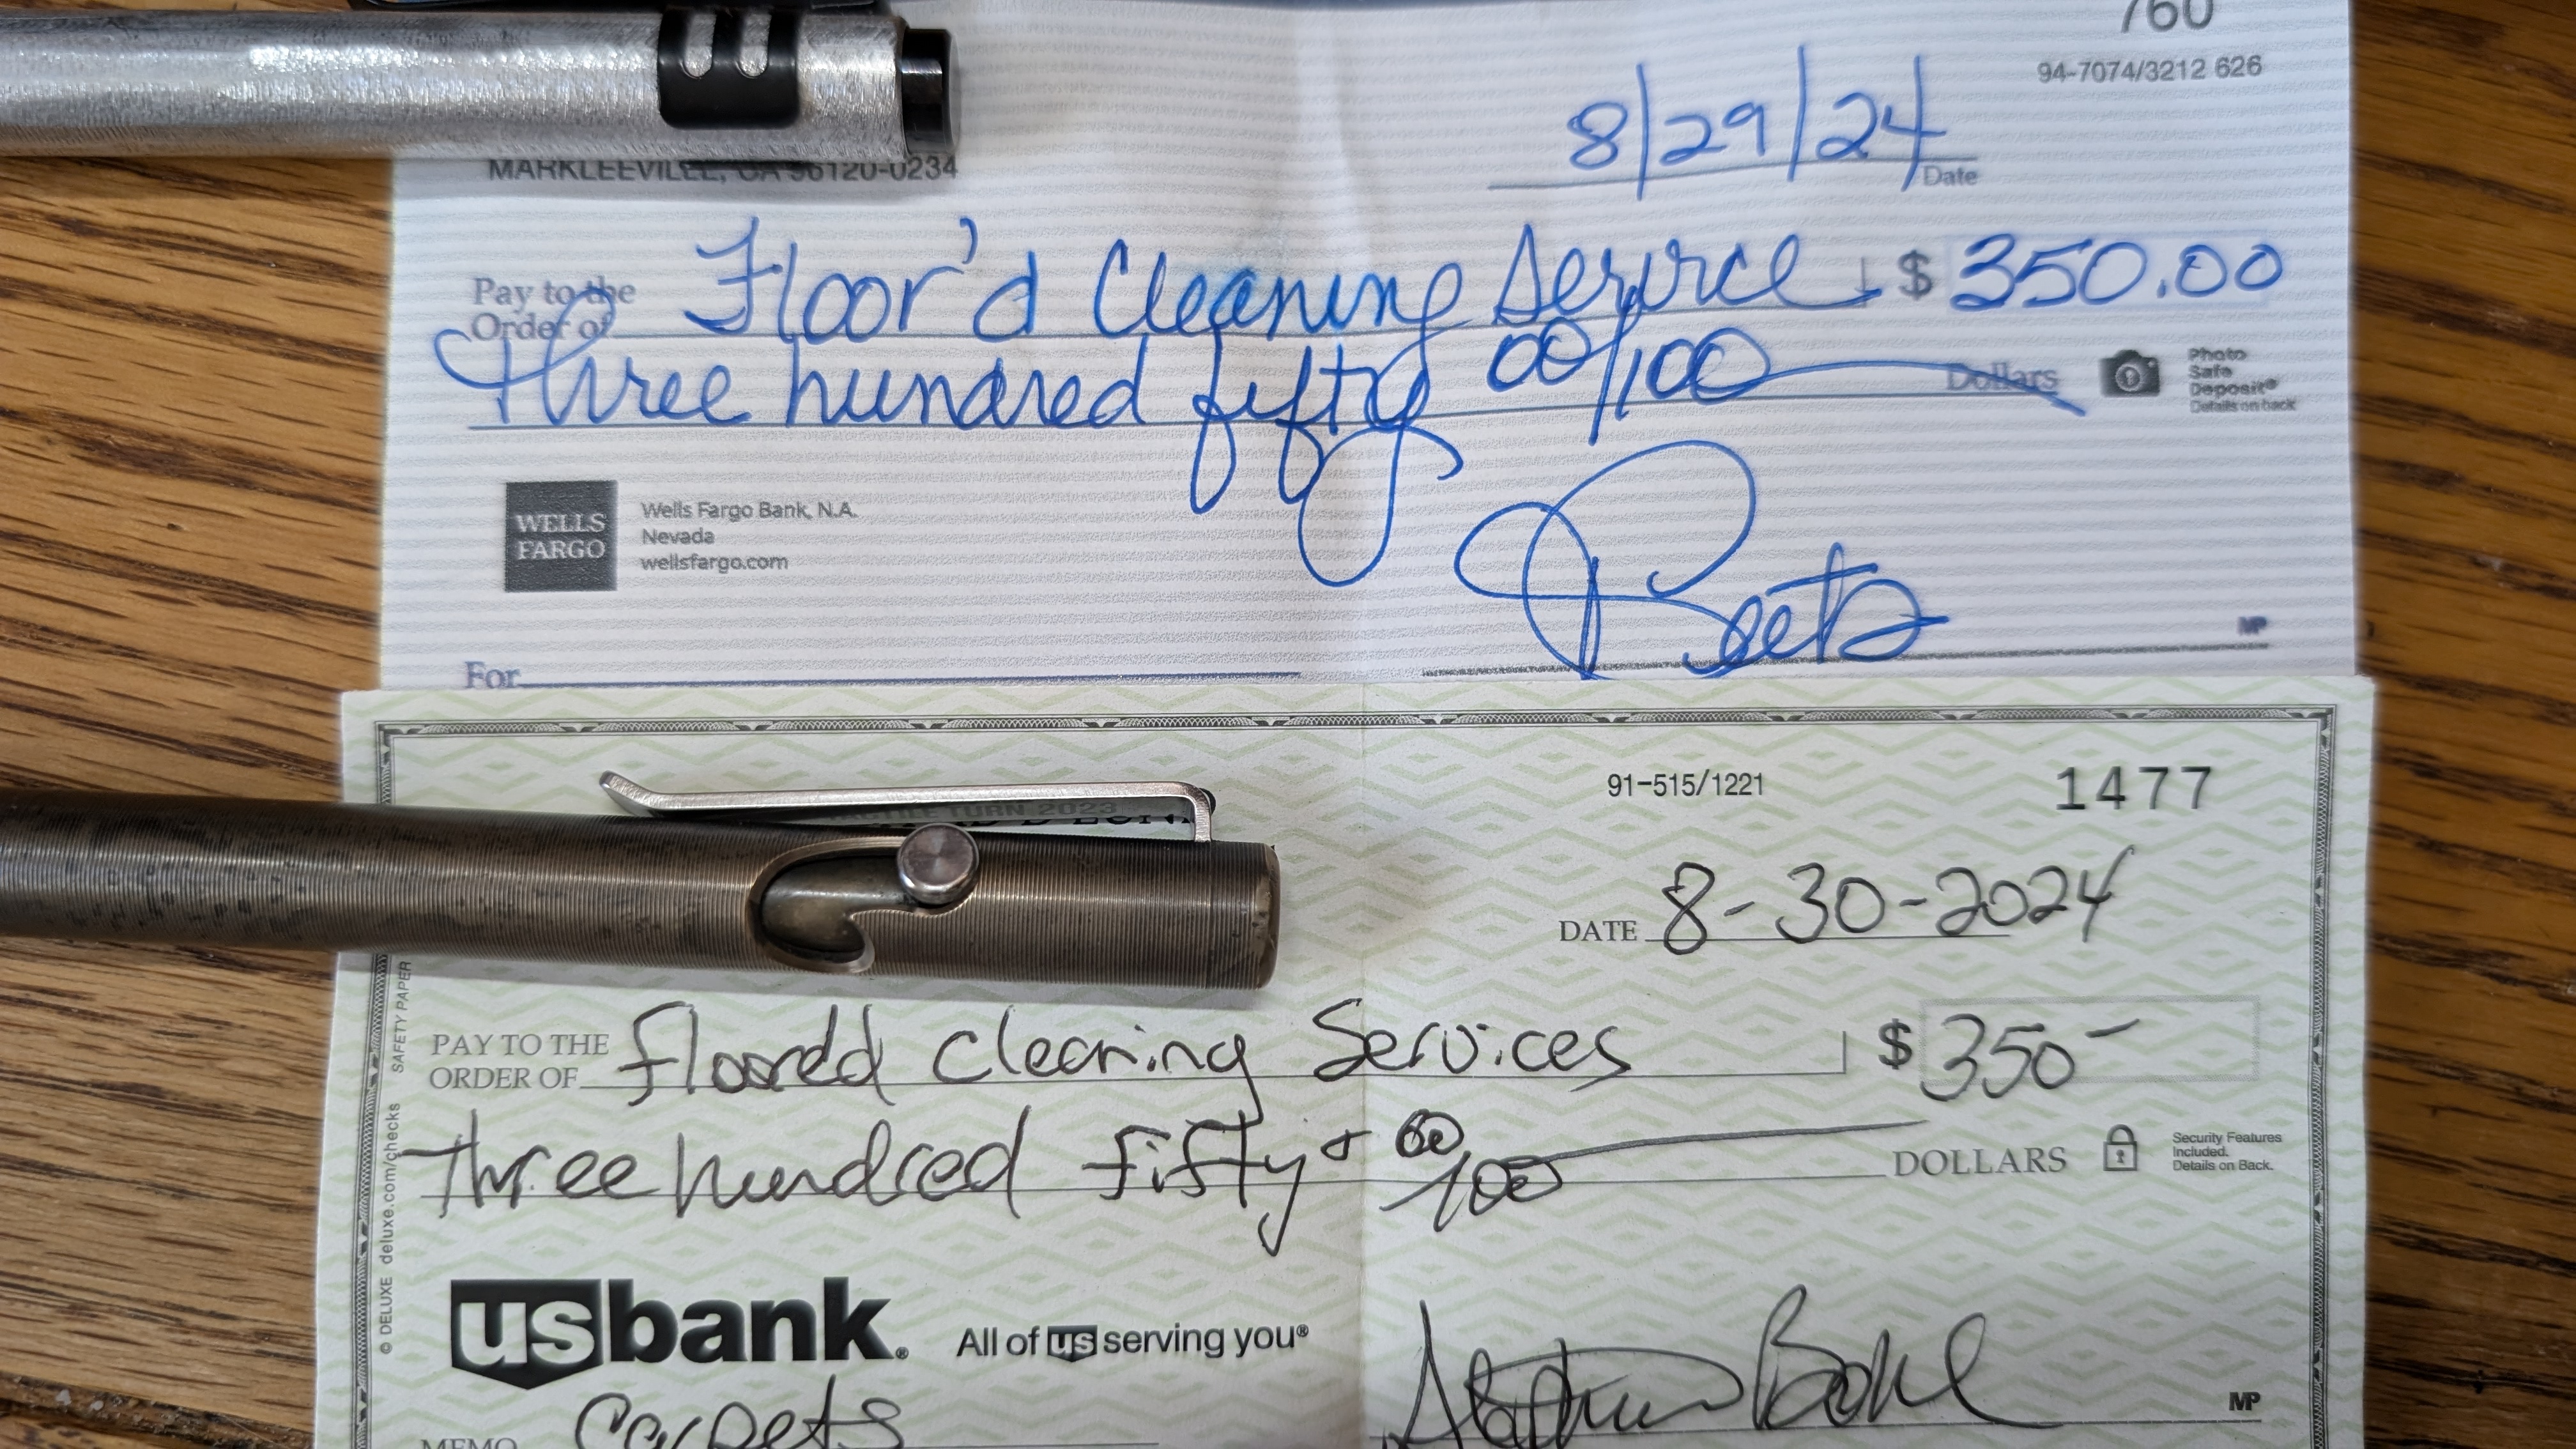 760
94-7074/3212 626
8/29/24
Date
MARKLEEVILLE, CA 96120-0234
Pay to the Order of Floor'd Cleaning Service $ 350.00
Three hundred fifty 00/100 Dollars
Photo Safe Deposit® Details on back
WELLS FARGO
Wells Fargo Bank, N.A.
Nevada
wellsfargo.com
MP
For
91-515/1221
1477
DATE 8-30-2024
SAFETY PAPER
© DELUXE deluxe.com/checks
PAY TO THE ORDER OF Floordd Cleaning Services $ 350-
Three hundred fifty + 00/100 DOLLARS
Security Features Included. Details on Back.
usbank® All of us serving you®
MP
MEMO Carpets